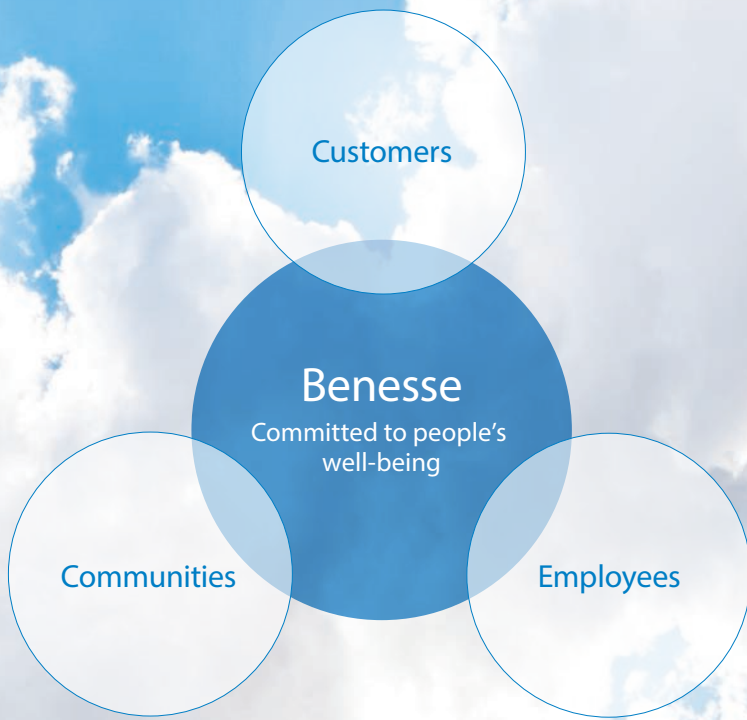 Customers
Benesse
Committed to people’s
well-being
Communities
Employees